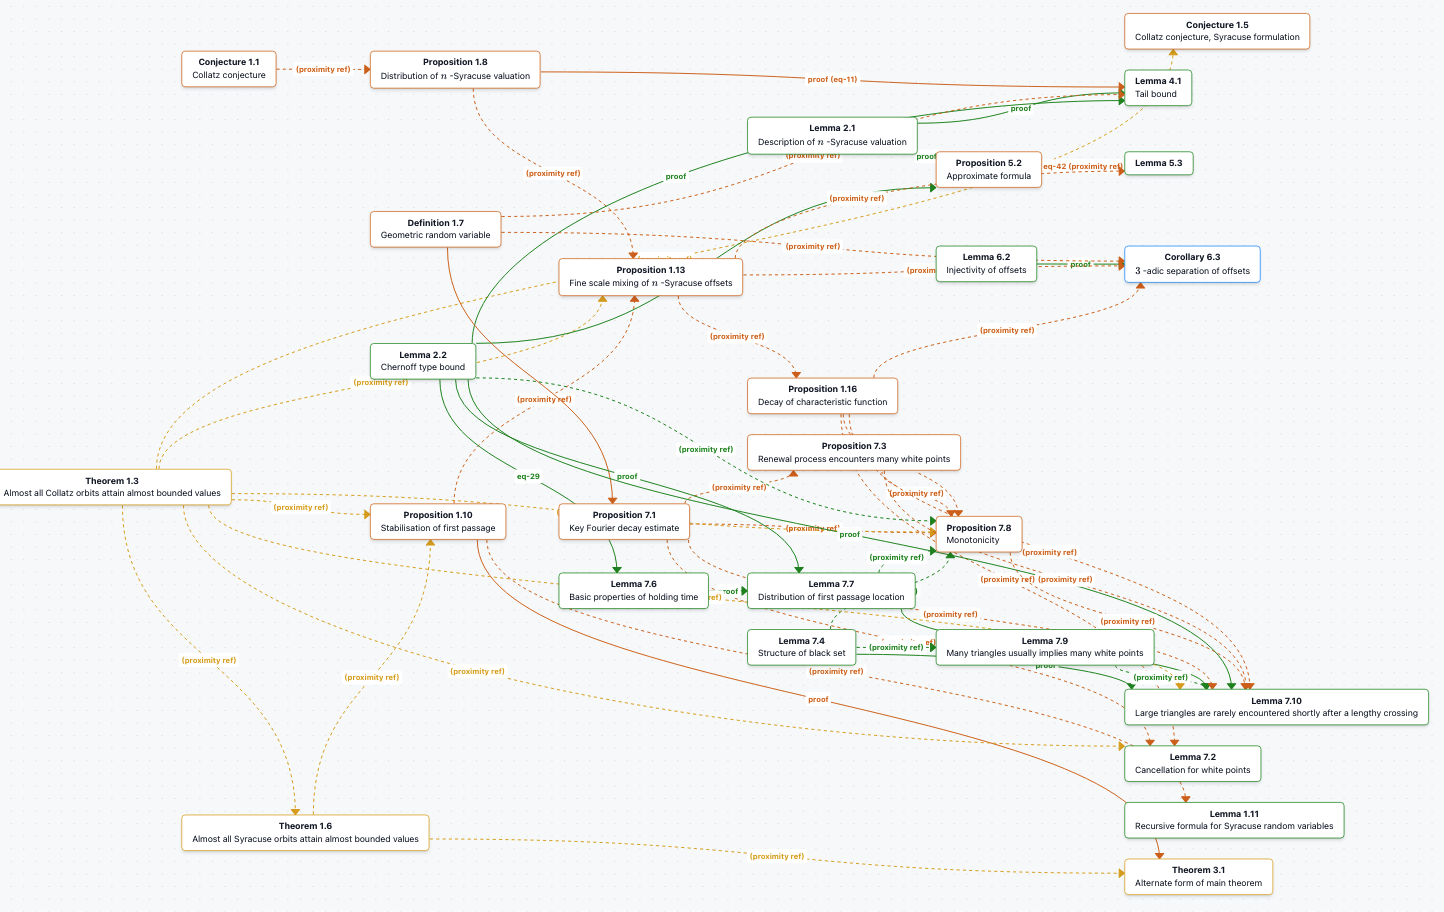 Conjecture 1.5
Collatz conjecture, Syracuse formulation
Conjecture 1.1
Collatz conjecture
(proximity ref)
Proposition 1.8
Distribution of n -Syracuse valuation
proof (eq-11)
Lemma 4.1
Tail bound
proof
Lemma 2.1
Description of n -Syracuse valuation
(proximity ref)
proof
Proposition 5.2
Approximate formula
eq-42 (proximity ref)
Lemma 5.3
(proximity ref)
proof
(proximity ref)
Definition 1.7
Geometric random variable
(proximity ref)
Proposition 1.13
Fine scale mixing of n -Syracuse offsets
(proxim
Lemma 6.2
Injectivity of offsets
proof
Corollary 6.3
3 -adic separation of offsets
(proximity ref)
(proximity ref)
Lemma 2.2
Chernoff type bound
(proximity ref)
Proposition 1.16
Decay of characteristic function
(proximity ref)
Proposition 7.3
Renewal process encounters many white points
(proximity ref)
Theorem 1.3
Almost all Collatz orbits attain almost bounded values
eq-29
proof
(proximity ref)
(proximity ref)
(proximity ref)
Proposition 1.10
Stabilisation of first passage
Proposition 7.1
Key Fourier decay estimate
(proximity ref)
proof
Proposition 7.8
Monotonicity
(proximity ref)
(proximity ref)
(proximity ref)
(proximity ref)
Lemma 7.6
Basic properties of holding time
oof
ref)
Lemma 7.7
Distribution of first passage location
(proximity ref)
(proximity ref)
Lemma 7.4
Structure of black set
(proximity ref)
Lemma 7.9
Many triangles usually implies many white points
(proximity ref)
(proximity ref)
(proximity ref)
(proximity ref)
proof
(proximity ref)
proof
Lemma 7.10
Large triangles are rarely encountered shortly after a lengthy crossing
Lemma 7.2
Cancellation for white points
Lemma 1.11
Recursive formula for Syracuse random variables
Theorem 1.6
Almost all Syracuse orbits attain almost bounded values
(proximity ref)
Theorem 3.1
Alternate form of main theorem